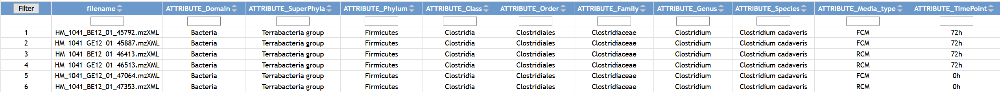 Filter filename ATTRIBUTE_Domain ATTRIBUTE_SuperPhyla ATTRIBUTE_Phylum ATTRIBUTE_Class ATTRIBUTE_Order ATTRIBUTE_Family ATTRIBUTE_Genus ATTRIBUTE_Species ATTRIBUTE_Media_type ATTRIBUTE_TimePoint
1 HM_1041_BE12_01_45792.mzXML Bacteria Terrabacteria group Firmicutes Clostridia Clostridiales Clostridiaceae Clostridium Clostridium cadaveris FCM 72h
2 HM_1041_GE12_01_45887.mzXML Bacteria Terrabacteria group Firmicutes Clostridia Clostridiales Clostridiaceae Clostridium Clostridium cadaveris FCM 72h
3 HM_1041_BE12_01_46413.mzXML Bacteria Terrabacteria group Firmicutes Clostridia Clostridiales Clostridiaceae Clostridium Clostridium cadaveris RCM 72h
4 HM_1041_GE12_01_46513.mzXML Bacteria Terrabacteria group Firmicutes Clostridia Clostridiales Clostridiaceae Clostridium Clostridium cadaveris RCM 72h
5 HM_1041_GE12_01_47064.mzXML Bacteria Terrabacteria group Firmicutes Clostridia Clostridiales Clostridiaceae Clostridium Clostridium cadaveris FCM 0h
6 HM_1041_BE12_01_47353.mzXML Bacteria Terrabacteria group Firmicutes Clostridia Clostridiales Clostridiaceae Clostridium Clostridium cadaveris RCM 0h